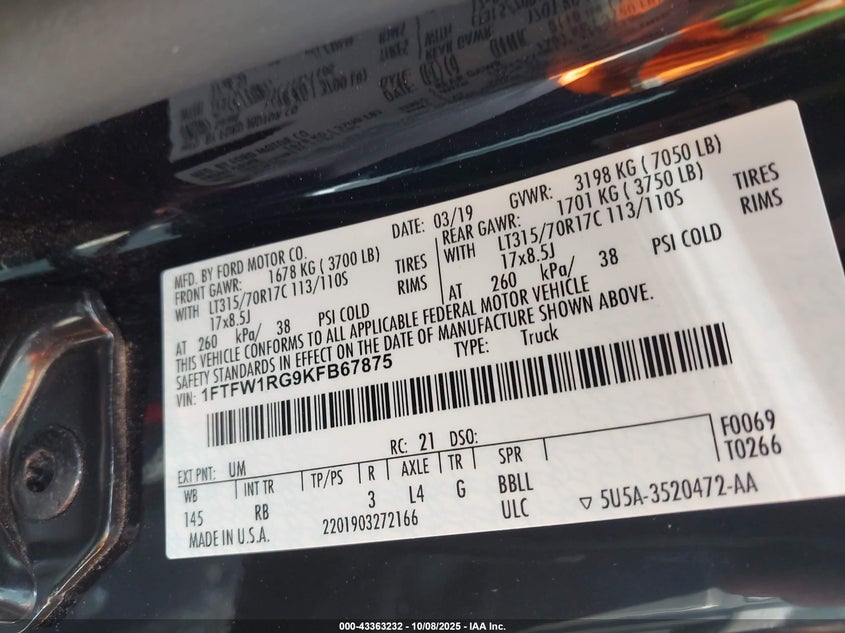 MFD. BY FORD MOTOR CO.
DATE: 03/19
GVWR: 3198 KG ( 7050 LB)
FRONT GAWR: 1678 KG ( 3700 LB)
REAR GAWR: 1701 KG ( 3750 LB)
WITH LT315/70R17C 113/110S TIRES
WITH LT315/70R17C 113/110S TIRES
17x8.5J RIMS
17x8.5J RIMS
AT 260 kPa/ 38 PSI COLD
AT 260 kPa/ 38 PSI COLD
THIS VEHICLE CONFORMS TO ALL APPLICABLE FEDERAL MOTOR VEHICLE
SAFETY STANDARDS IN EFFECT ON THE DATE OF MANUFACTURE SHOWN ABOVE.
VIN: 1FTFW1RG9KFB67875
TYPE: Truck
F0069
T0266
EXT PNT: UM RC: 21 DSO:
WB INT TR TP/PS R AXLE TR SPR
145 RB 3 L4 G BBLL
ULC
MADE IN U.S.A. 2201903272166
▽ 5U5A-3520472-AA
000-43363232 - 10/08/2025 - IAA Inc.